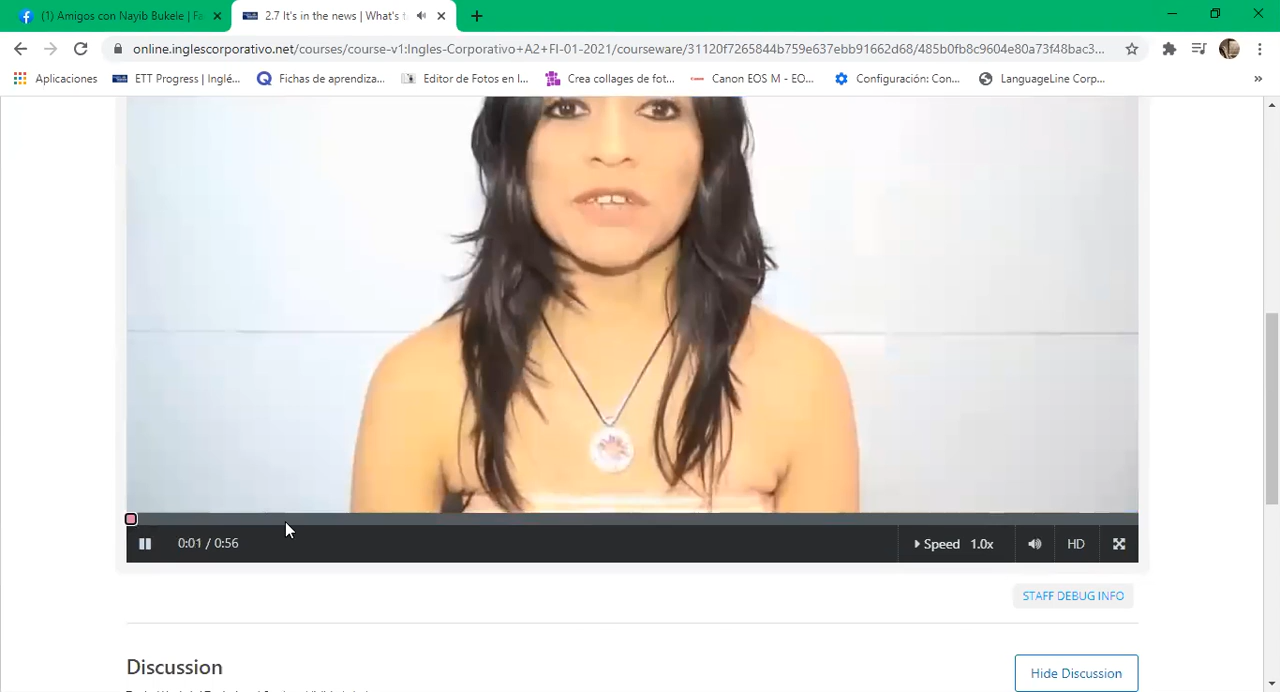 (1) Amigos con Nayib Bukele | Fa
2.7 It's in the news | What's t
online.inglescorporativo.net/courses/course-v1:Ingles-Corporativo+A2+FI-01-2021/courseware/31120f7265844b759e637ebb91662d68/485b0fb8c9604e80a73f48bac3...
Aplicaciones
ETT Progress | Inglé...
Fichas de aprendiza...
Editor de Fotos en l...
Crea collages de fot...
Canon EOS M - EO...
Configuración: Con...
LanguageLine Corp...
»
0:01 / 0:56
Speed 1.0x
HD
STAFF DEBUG INFO
Discussion
Hide Discussion